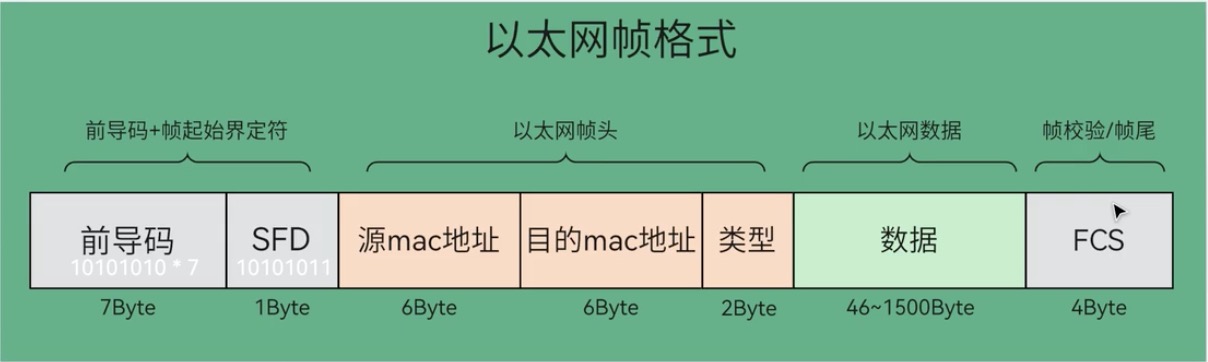 以太网帧格式
前导码+帧起始界定符
以太网帧头
以太网数据
帧校验/帧尾
前导码
10101010 * 7
SFD
10101011
源mac地址
目的mac地址
类型
数据
FCS
7Byte
1Byte
6Byte
6Byte
2Byte
46~1500Byte
4Byte